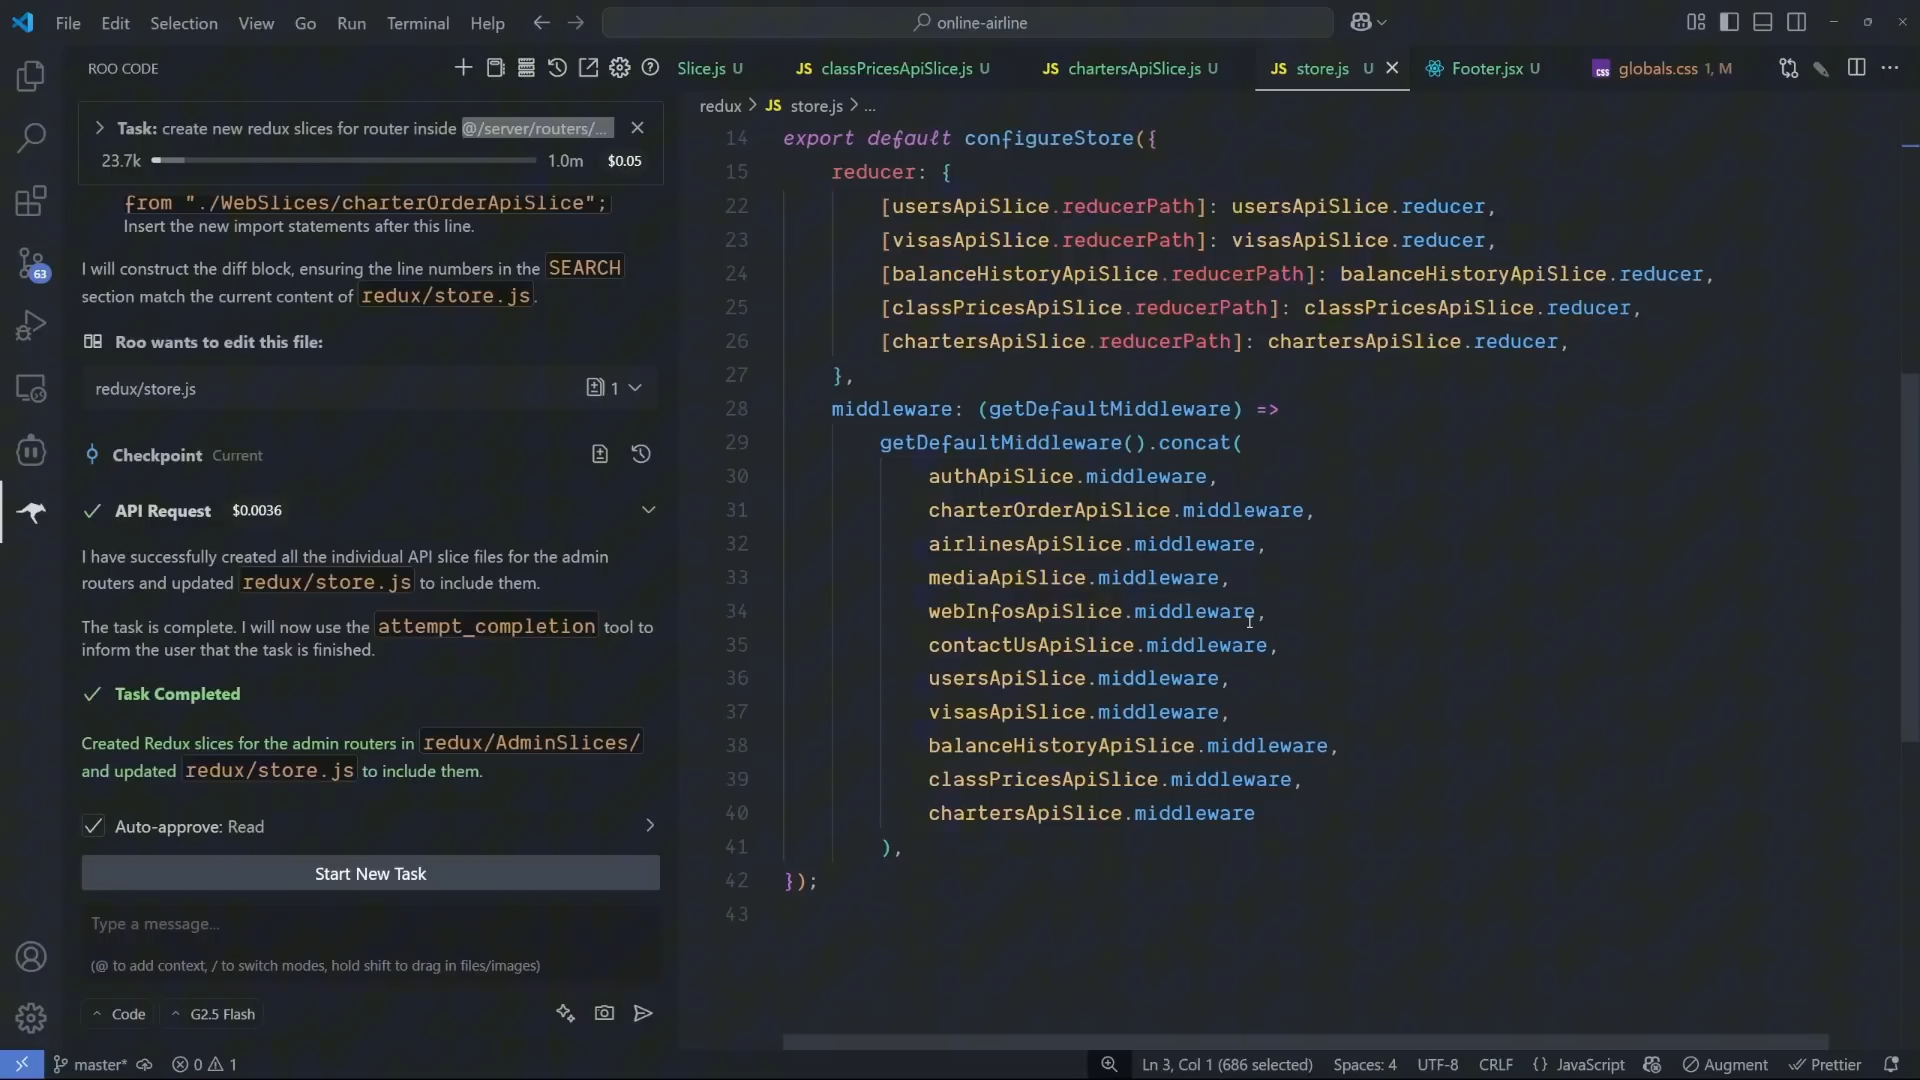 File Edit Selection View Go Run Terminal Help
online-airline
ROO CODE
Task: create new redux slices for router inside @/server/routers/...
23.7k 1.0m $0.05
from "./WebSlices/charterOrderApiSlice";
Insert the new import statements after this line.
I will construct the diff block, ensuring the line numbers in the SEARCH
section match the current content of redux/store.js.
Roo wants to edit this file:
redux/store.js 1
Checkpoint Current
API Request $0.0036
I have successfully created all the individual API slice files for the admin
routers and updated redux/store.js to include them.
The task is complete. I will now use the attempt_completion tool to
inform the user that the task is finished.
Task Completed
Created Redux slices for the admin routers in redux/AdminSlices/
and updated redux/store.js to include them.
Auto-approve: Read
Start New Task
Type a message...
(@ to add context, / to switch modes, hold shift to drag in files/images)
Code G2.5 Flash
63
Slice.js U JS classPricesApiSlice.js U JS chartersApiSlice.js U JS store.js U Footer.jsx U css globals.css 1, M
redux > JS store.js > ...
14 export default configureStore({
15 reducer: {
22 [usersApiSlice.reducerPath]: usersApiSlice.reducer,
23 [visasApiSlice.reducerPath]: visasApiSlice.reducer,
24 [balanceHistoryApiSlice.reducerPath]: balanceHistoryApiSlice.reducer,
25 [classPricesApiSlice.reducerPath]: classPricesApiSlice.reducer,
26 [chartersApiSlice.reducerPath]: chartersApiSlice.reducer,
27 },
28 middleware: (getDefaultMiddleware) =>
29 getDefaultMiddleware().concat(
30 authApiSlice.middleware,
31 charterOrderApiSlice.middleware,
32 airlinesApiSlice.middleware,
33 mediaApiSlice.middleware,
34 webInfosApiSlice.middleware,
35 contactUsApiSlice.middleware,
36 usersApiSlice.middleware,
37 visasApiSlice.middleware,
38 balanceHistoryApiSlice.middleware,
39 classPricesApiSlice.middleware,
40 chartersApiSlice.middleware
41 ),
42 });
43
master* 0 1 Ln 3, Col 1 (686 selected) Spaces: 4 UTF-8 CRLF {} JavaScript Augment Prettier